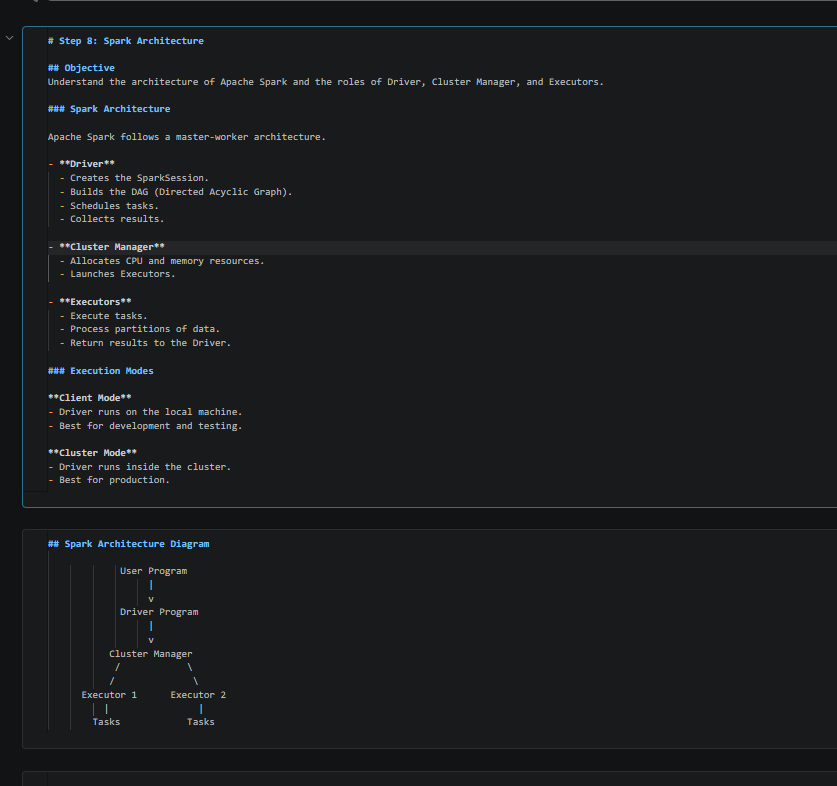 # Step 8: Spark Architecture
## Objective
Understand the architecture of Apache Spark and the roles of Driver, Cluster Manager, and Executors.
### Spark Architecture
Apache Spark follows a master-worker architecture.
- **Driver**
  - Creates the SparkSession.
  - Builds the DAG (Directed Acyclic Graph).
  - Schedules tasks.
  - Collects results.
- **Cluster Manager**
  - Allocates CPU and memory resources.
  - Launches Executors.
- **Executors**
  - Execute tasks.
  - Process partitions of data.
  - Return results to the Driver.
### Execution Modes
**Client Mode**
- Driver runs on the local machine.
- Best for development and testing.
**Cluster Mode**
- Driver runs inside the cluster.
- Best for production.
## Spark Architecture Diagram
             User Program
                  |
                  v
             Driver Program
                  |
                  v
           Cluster Manager
            /            \
           /              \
      Executor 1      Executor 2
          |                |
        Tasks            Tasks